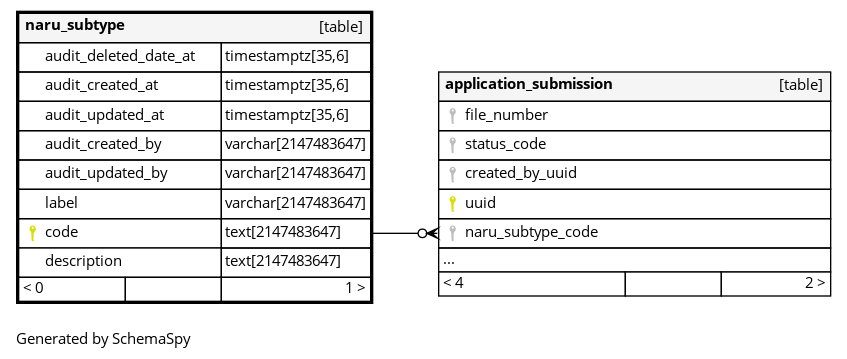 naru_subtype [table]
audit_deleted_date_at timestamptz[35,6]
audit_created_at timestamptz[35,6]
audit_updated_at timestamptz[35,6]
audit_created_by varchar[2147483647]
audit_updated_by varchar[2147483647]
label varchar[2147483647]
code text[2147483647]
description text[2147483647]
< 0 1 >
application_submission [table]
file_number
status_code
created_by_uuid
uuid
naru_subtype_code
...
< 4 2 >
Generated by SchemaSpy